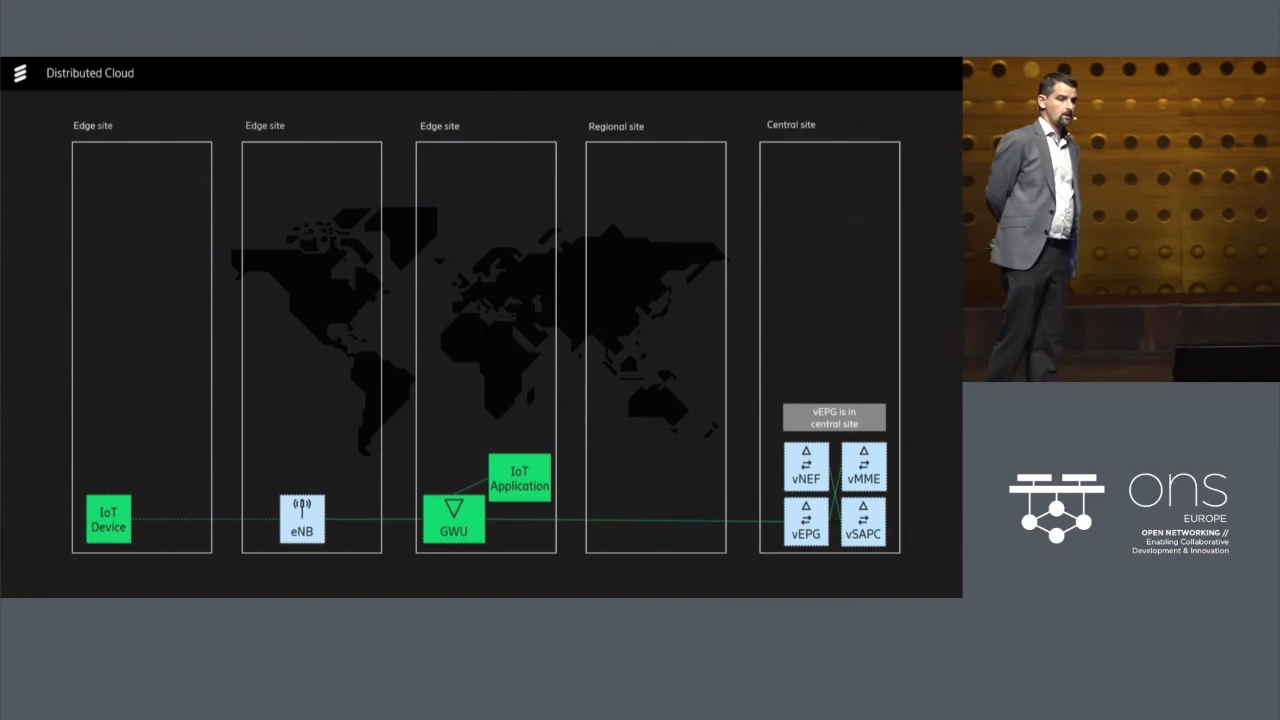 Distributed Cloud
Edge site
Edge site
Edge site
Regional site
Central site
vEPG is in
central site
vNEF
vMME
IoT
Application
IoT
Device
eNB
GWU
vEPG
vSAPC
ons
EUROPE
OPEN NETWORKING //
Enabling Collaborative
Development & Innovation